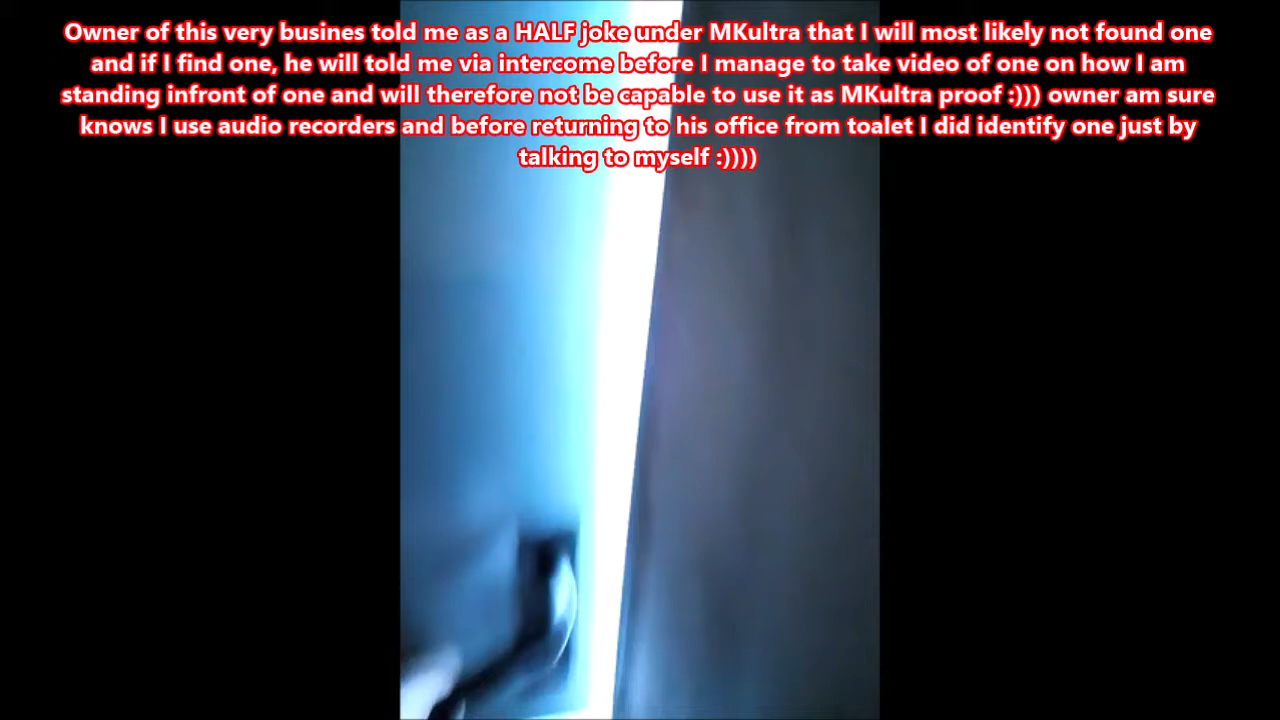 Owner of this very busines told me as a HALF joke under MKultra that I will most likely not found one
and if I find one, he will told me via intercome before I manage to take video of one on how I am
standing infront of one and will therefore not be capable to use it as MKultra proof :))) owner am sure
knows I use audio recorders and before returning to his office from toalet I did identify one just by
talking to myself :))))